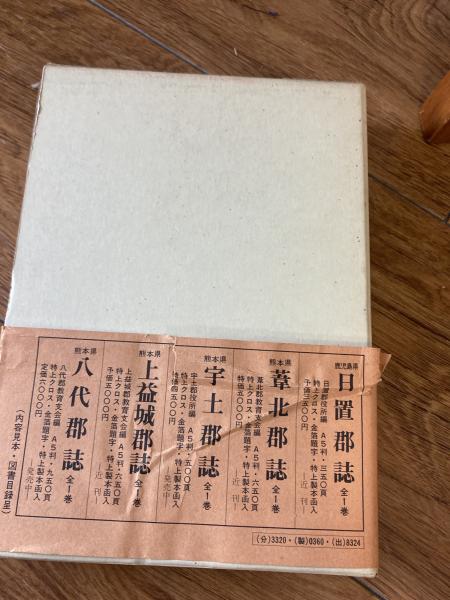 鹿児島県
日置郡誌 全1巻
日置郡役所編 A5判・三五〇頁
特上クロス・金箔題字・特上製本函入
予価三五〇〇円 ―近刊―
熊本県
葦北郡誌 全1巻
葦北郡教育支会編 A5判・六五〇頁
特上クロス・金箔題字・特上製本函入
特価五〇〇〇円 ―近刊―
熊本県
宇土郡誌 全1巻
宇土郡役所編 A5判・五〇〇頁
特上クロス・金箔題字・特上製本函入
特価四五〇〇円 ―発売中―
熊本県
上益城郡誌 全1巻
上益城郡教育支会編 A5判・六五〇頁
特上クロス・金箔題字・特上製本函入
予価五〇〇〇円 ―近刊―
熊本県
八代郡誌 全1巻
八代郡教育支会編 A5判・九五〇頁
特上クロス・金箔題字・特上製本函入
定価六〇〇〇円 ―発売中―
(内容見本・図書目録呈)
(分)3320・(製)0360・(出)8324